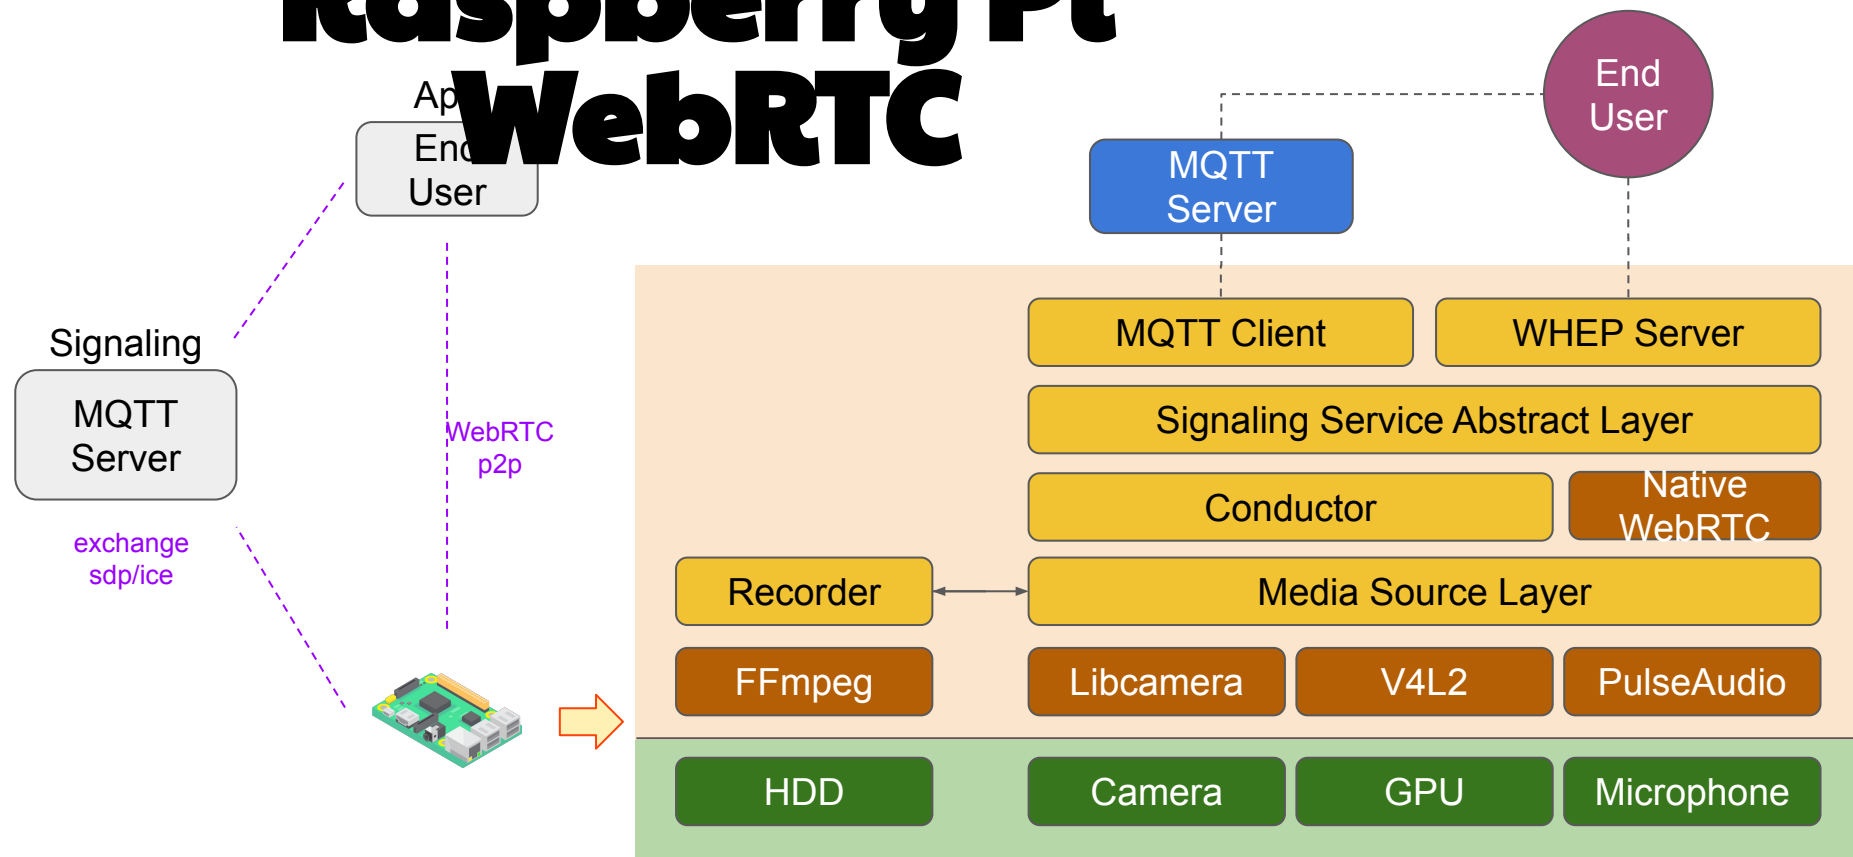 Raspberry Pi
WebRTC
End
User
MQTT
Server
Signaling
MQTT
Server
exchange
sdp/ice
WebRTC
p2p
End
User
MQTT
Server
MQTT Client
WHEP Server
Signaling Service Abstract Layer
Conductor
Native
WebRTC
Recorder
Media Source Layer
FFmpeg
Libcamera
V4L2
PulseAudio
HDD
Camera
GPU
Microphone